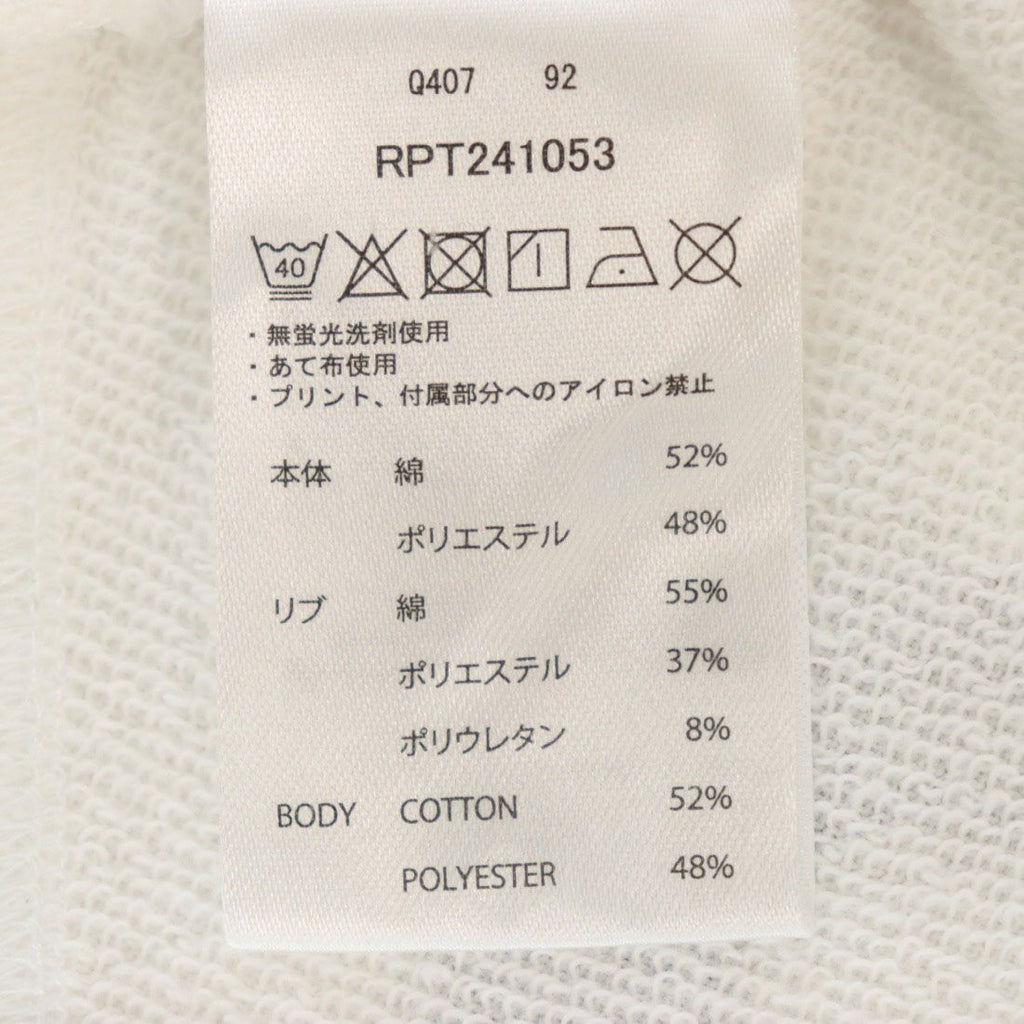 Q407 92
RPT241053
40
・無蛍光洗剤使用
・あて布使用
・プリント、付属部分へのアイロン禁止
本体 綿 52%
ポリエステル 48%
リブ 綿 55%
ポリエステル 37%
ポリウレタン 8%
BODY COTTON 52%
POLYESTER 48%